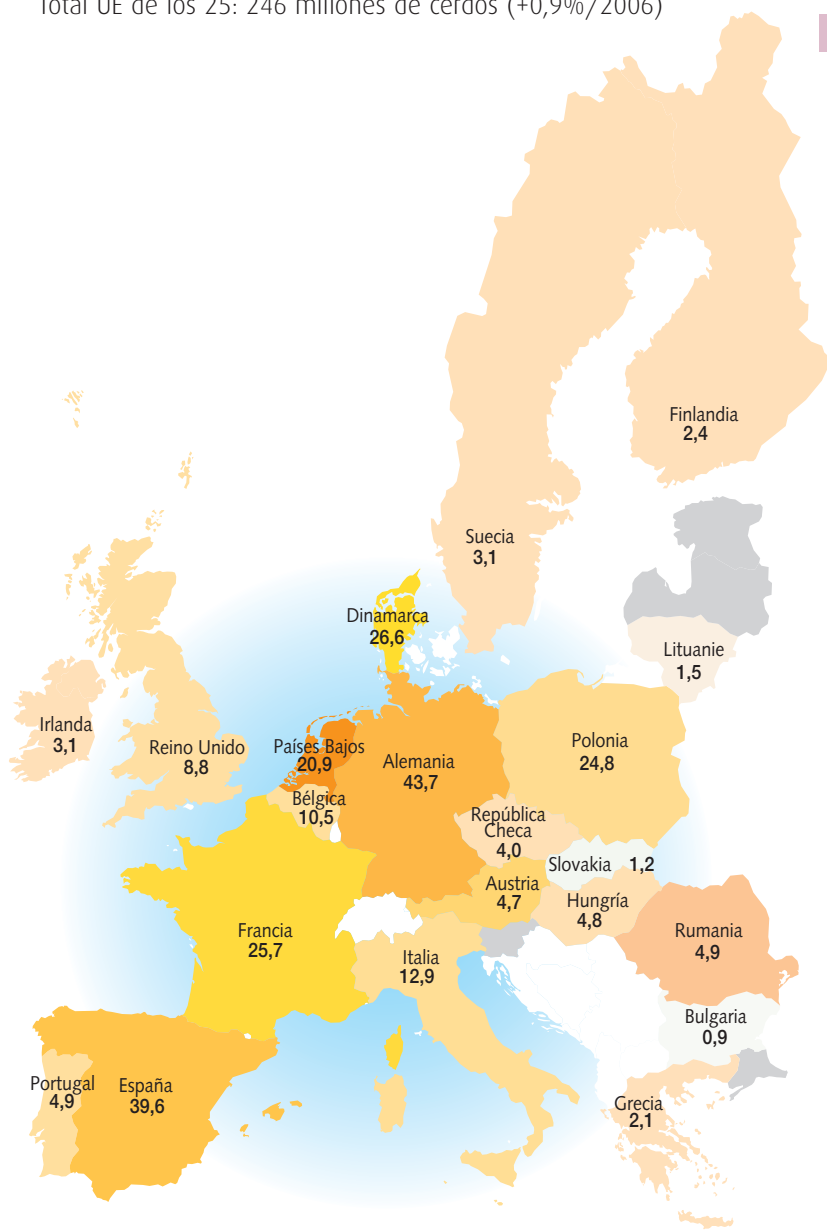 Total UE de los 25: 246 millones de cerdos (+0,9%/2006)
Finlandia
2,4
Suecia
3,1
Dinamarca
26,6
Lituanie
1,5
Irlanda
3,1
Reino Unido
8,8
Países Bajos
20,9
Alemania
43,7
Polonia
24,8
Bélgica
10,5
República
Checa
4,0
Slovakia 1,2
Austria
4,7
Hungría
4,8
Francia
25,7
Italia
12,9
Rumania
4,9
Bulgaria
0,9
Portugal
4,9
España
39,6
Grecia
2,1